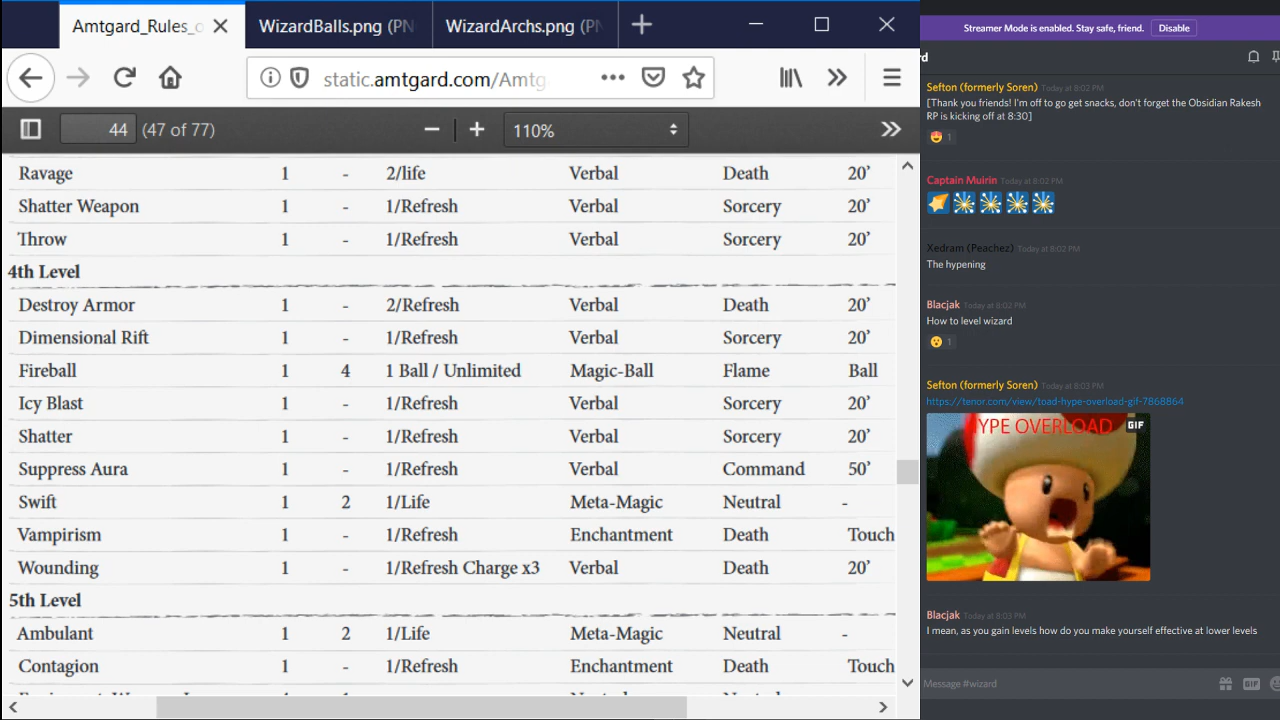 Amtgard_Rules_o
WizardBalls.png (PN
WizardArchs.png (PN
static.amtgard.com/Amtg
44 (47 of 77)
110%
Ravage 1 - 2/life Verbal Death 20’
Shatter Weapon 1 - 1/Refresh Verbal Sorcery 20’
Throw 1 - 1/Refresh Verbal Sorcery 20’
4th Level
Destroy Armor 1 - 2/Refresh Verbal Death 20’
Dimensional Rift 1 - 1/Refresh Verbal Sorcery 20’
Fireball 1 4 1 Ball / Unlimited Magic-Ball Flame Ball
Icy Blast 1 - 1/Refresh Verbal Sorcery 20’
Shatter 1 - 1/Refresh Verbal Sorcery 20’
Suppress Aura 1 - 1/Refresh Verbal Command 50’
Swift 1 2 1/Life Meta-Magic Neutral -
Vampirism 1 - 1/Refresh Enchantment Death Touch
Wounding 1 - 1/Refresh Charge x3 Verbal Death 20’
5th Level
Ambulant 1 2 1/Life Meta-Magic Neutral -
Contagion 1 - 1/Refresh Enchantment Death Touch
Streamer Mode is enabled. Stay safe, friend. Disable
rd
Sefton (formerly Soren) Today at 8:02 PM
[Thank you friends! I'm off to go get snacks, don't forget the Obsidian Rakesh
RP is kicking off at 8:30]
1
Captain Muirin Today at 8:02 PM
Xedram (Peachez) Today at 8:02 PM
The hypening
Blacjak Today at 8:02 PM
How to level wizard
1
Sefton (formerly Soren) Today at 8:03 PM
https://tenor.com/view/toad-hype-overload-gif-7868864
HYPE OVERLOAD GIF
Blacjak Today at 8:03 PM
I mean, as you gain levels how do you make yourself effective at lower levels
Message #wizard
GIF